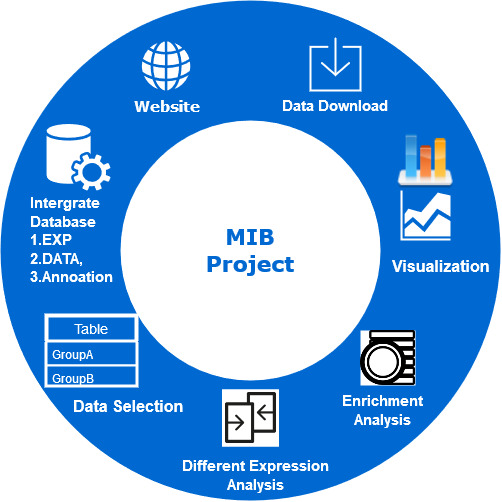 Website
Data Download
Intergrate
Database
1.EXP
2.DATA,
3.Annoation
MIB
Project
Visualization
Table
GroupA
GroupB
Data Selection
Enrichment
Analysis
Different Expression
Analysis